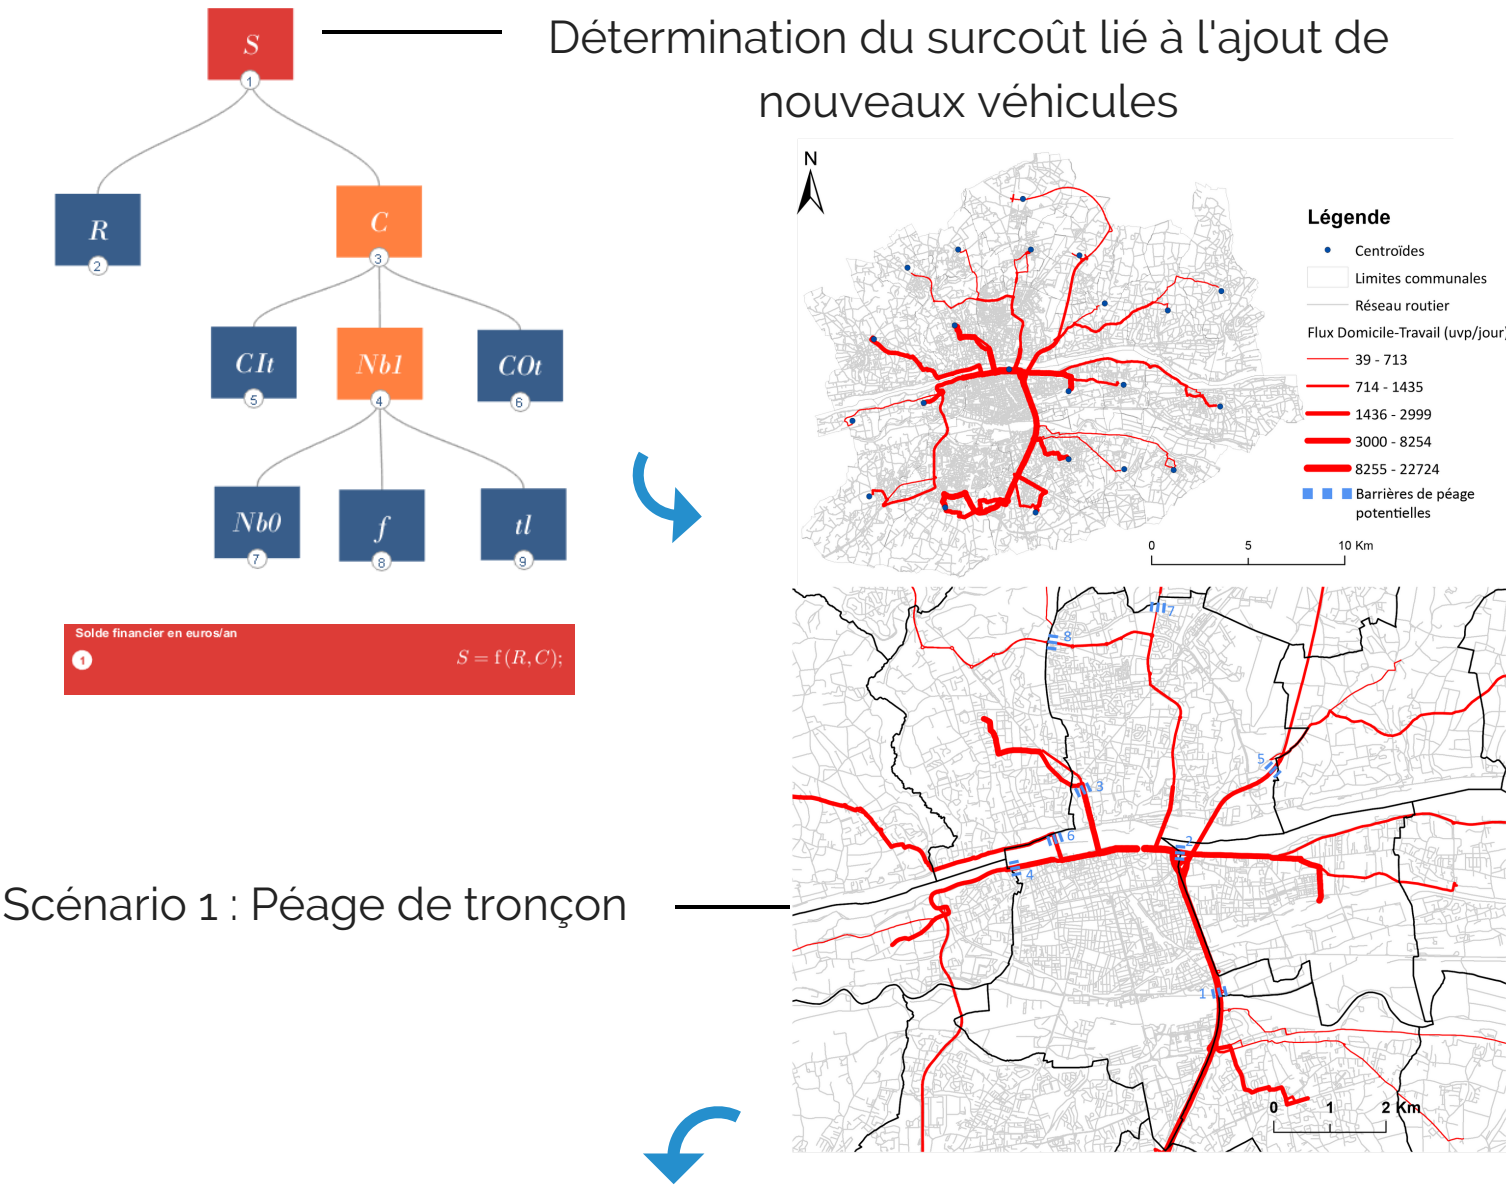 S
1
Détermination du surcoût lié à l'ajout de
nouveaux véhicules
R
2
C
3
CIt
5
Nb1
4
COt
6
Nb0
7
f
8
tl
9
Solde financier en euros/an
1
S = f(R, C);
N
Légende
Centroïdes
Limites communales
Réseau routier
Flux Domicile-Travail (uvp/jour)
39 - 713
714 - 1435
1436 - 2999
3000 - 8254
8255 - 22724
Barrières de péage
potentielles
0 5 10 Km
7
8
5
3
6
2
4
1
0 1 2 Km
Scénario 1 : Péage de tronçon